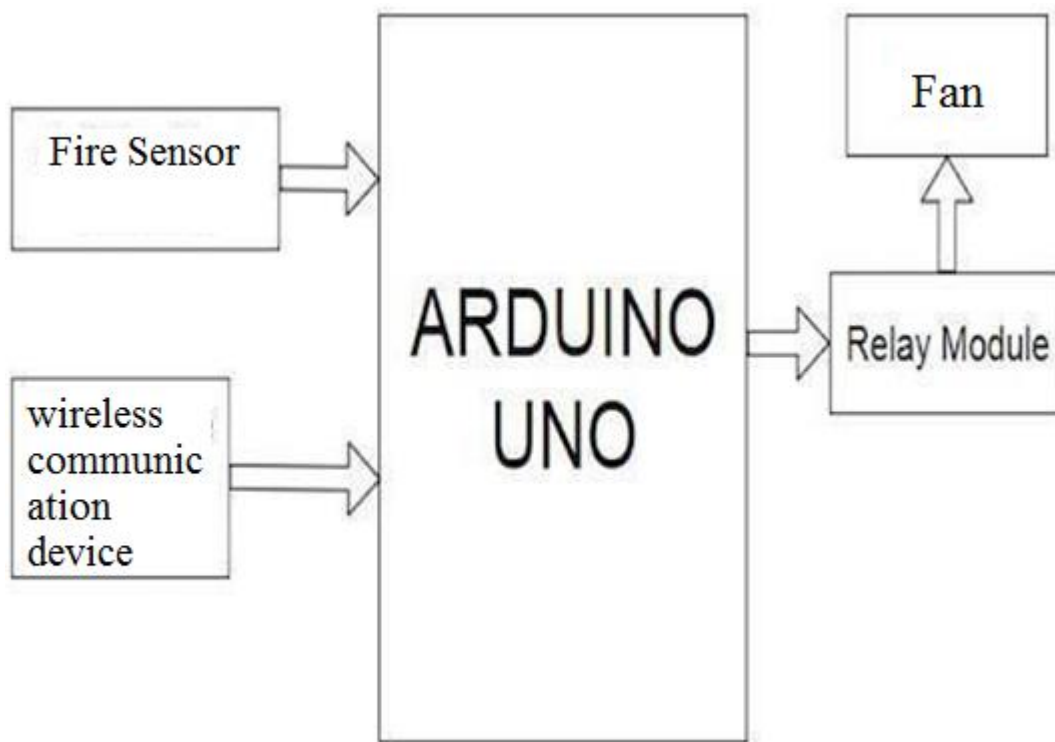 Fire Sensor
wireless
communic
ation
device
ARDUINO
UNO
Fan
Relay Module